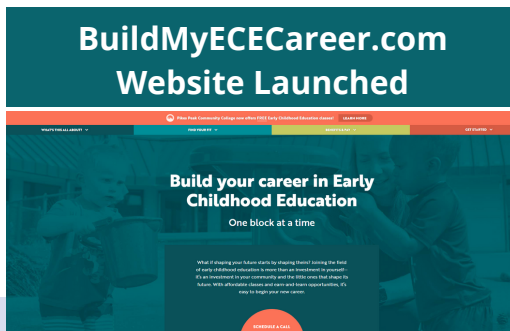 BuildMyECECareer.com
Website Launched
Pikes Peak Community College now offers FREE Early Childhood Education classes! LEARN MORE
WHAT'S THIS ALL ABOUT? FIND YOUR FIT WHAT'S A FIT? GET STARTED
Build your career in Early
Childhood Education
One block at a time
What if shaping your future starts by shaping theirs? Joining the field
of early childhood education is more than an investment in yourself—
it's an investment in your community and the little ones that shape its
future. With affordable classes and earn-and-learn opportunities, it's
easy to begin your new career.
SCHEDULE A CALL